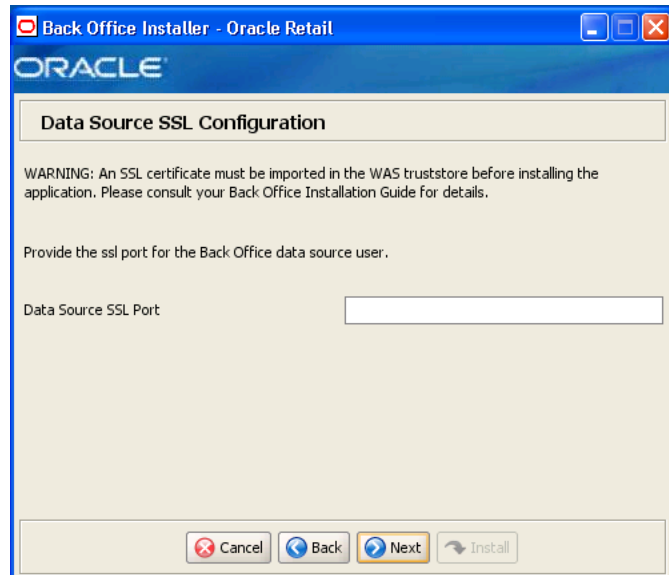 Back Office Installer - Oracle Retail
ORACLE
Data Source SSL Configuration
WARNING: An SSL certificate must be imported in the WAS truststore before installing the
application. Please consult your Back Office Installation Guide for details.
Provide the ssl port for the Back Office data source user.
Data Source SSL Port
Cancel Back Next Install